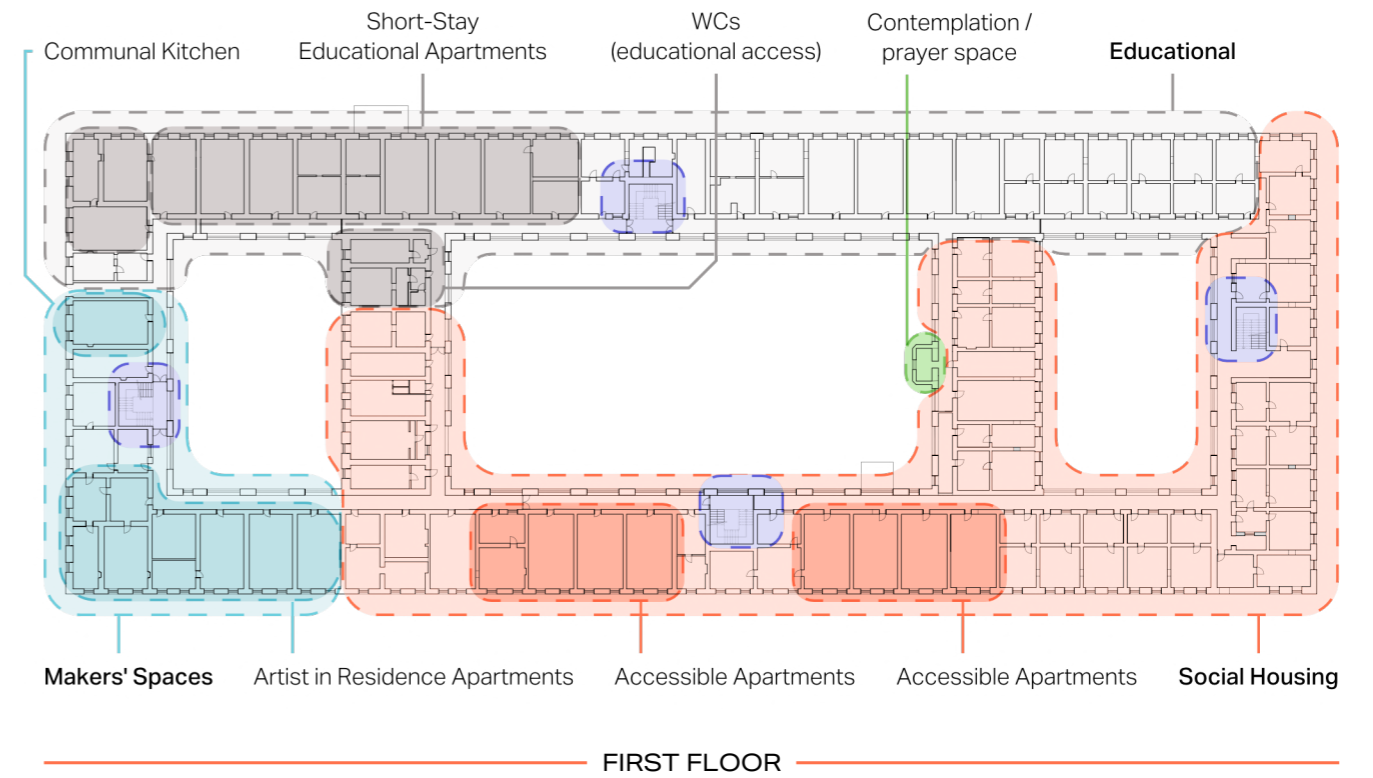 Communal Kitchen
Short-Stay
Educational Apartments
WCs
(educational access)
Contemplation /
prayer space
Educational
Makers' Spaces
Artist in Residence Apartments
Accessible Apartments
Accessible Apartments
Social Housing
FIRST FLOOR